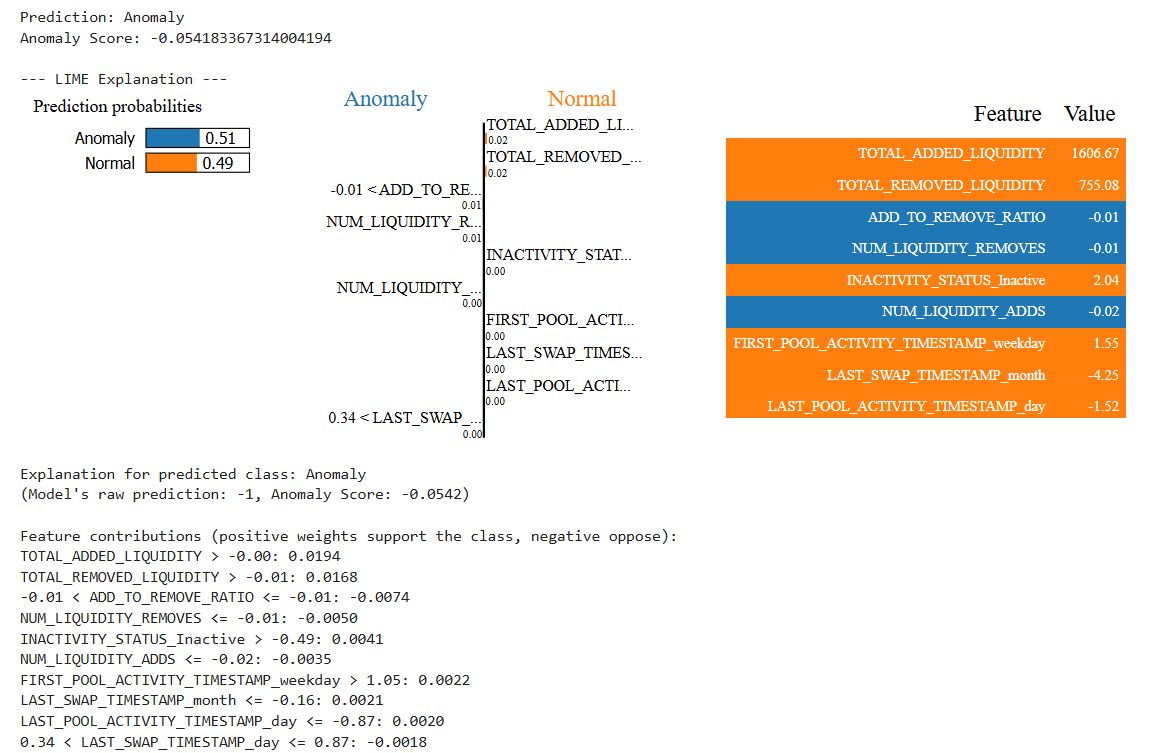 Prediction: Anomaly
Anomaly Score: -0.054183367314004194
--- LIME Explanation ---
Prediction probabilities
Anomaly 0.51
Normal 0.49
Anomaly Normal
TOTAL_ADDED_LI...
0.02
TOTAL_REMOVED_...
0.02
-0.01 < ADD_TO_RE...
0.01
NUM_LIQUIDITY_R...
0.01
INACTIVITY_STAT...
0.00
NUM_LIQUIDITY_...
0.00
FIRST_POOL_ACTI...
0.00
LAST_SWAP_TIMES...
0.00
LAST_POOL_ACTI...
0.00
0.34 < LAST_SWAP_...
0.00
Feature Value
TOTAL_ADDED_LIQUIDITY 1606.67
TOTAL_REMOVED_LIQUIDITY 755.08
ADD_TO_REMOVE_RATIO -0.01
NUM_LIQUIDITY_REMOVES -0.01
INACTIVITY_STATUS_Inactive 2.04
NUM_LIQUIDITY_ADDS -0.02
FIRST_POOL_ACTIVITY_TIMESTAMP_weekday 1.55
LAST_SWAP_TIMESTAMP_month -4.25
LAST_POOL_ACTIVITY_TIMESTAMP_day -1.52
Explanation for predicted class: Anomaly
(Model's raw prediction: -1, Anomaly Score: -0.0542)
Feature contributions (positive weights support the class, negative oppose):
TOTAL_ADDED_LIQUIDITY > -0.00: 0.0194
TOTAL_REMOVED_LIQUIDITY > -0.01: 0.0168
-0.01 < ADD_TO_REMOVE_RATIO <= -0.01: -0.0074
NUM_LIQUIDITY_REMOVES <= -0.01: -0.0050
INACTIVITY_STATUS_Inactive > -0.49: 0.0041
NUM_LIQUIDITY_ADDS <= -0.02: -0.0035
FIRST_POOL_ACTIVITY_TIMESTAMP_weekday > 1.05: 0.0022
LAST_SWAP_TIMESTAMP_month <= -0.16: 0.0021
LAST_POOL_ACTIVITY_TIMESTAMP_day <= -0.87: 0.0020
0.34 < LAST_SWAP_TIMESTAMP_day <= 0.87: -0.0018